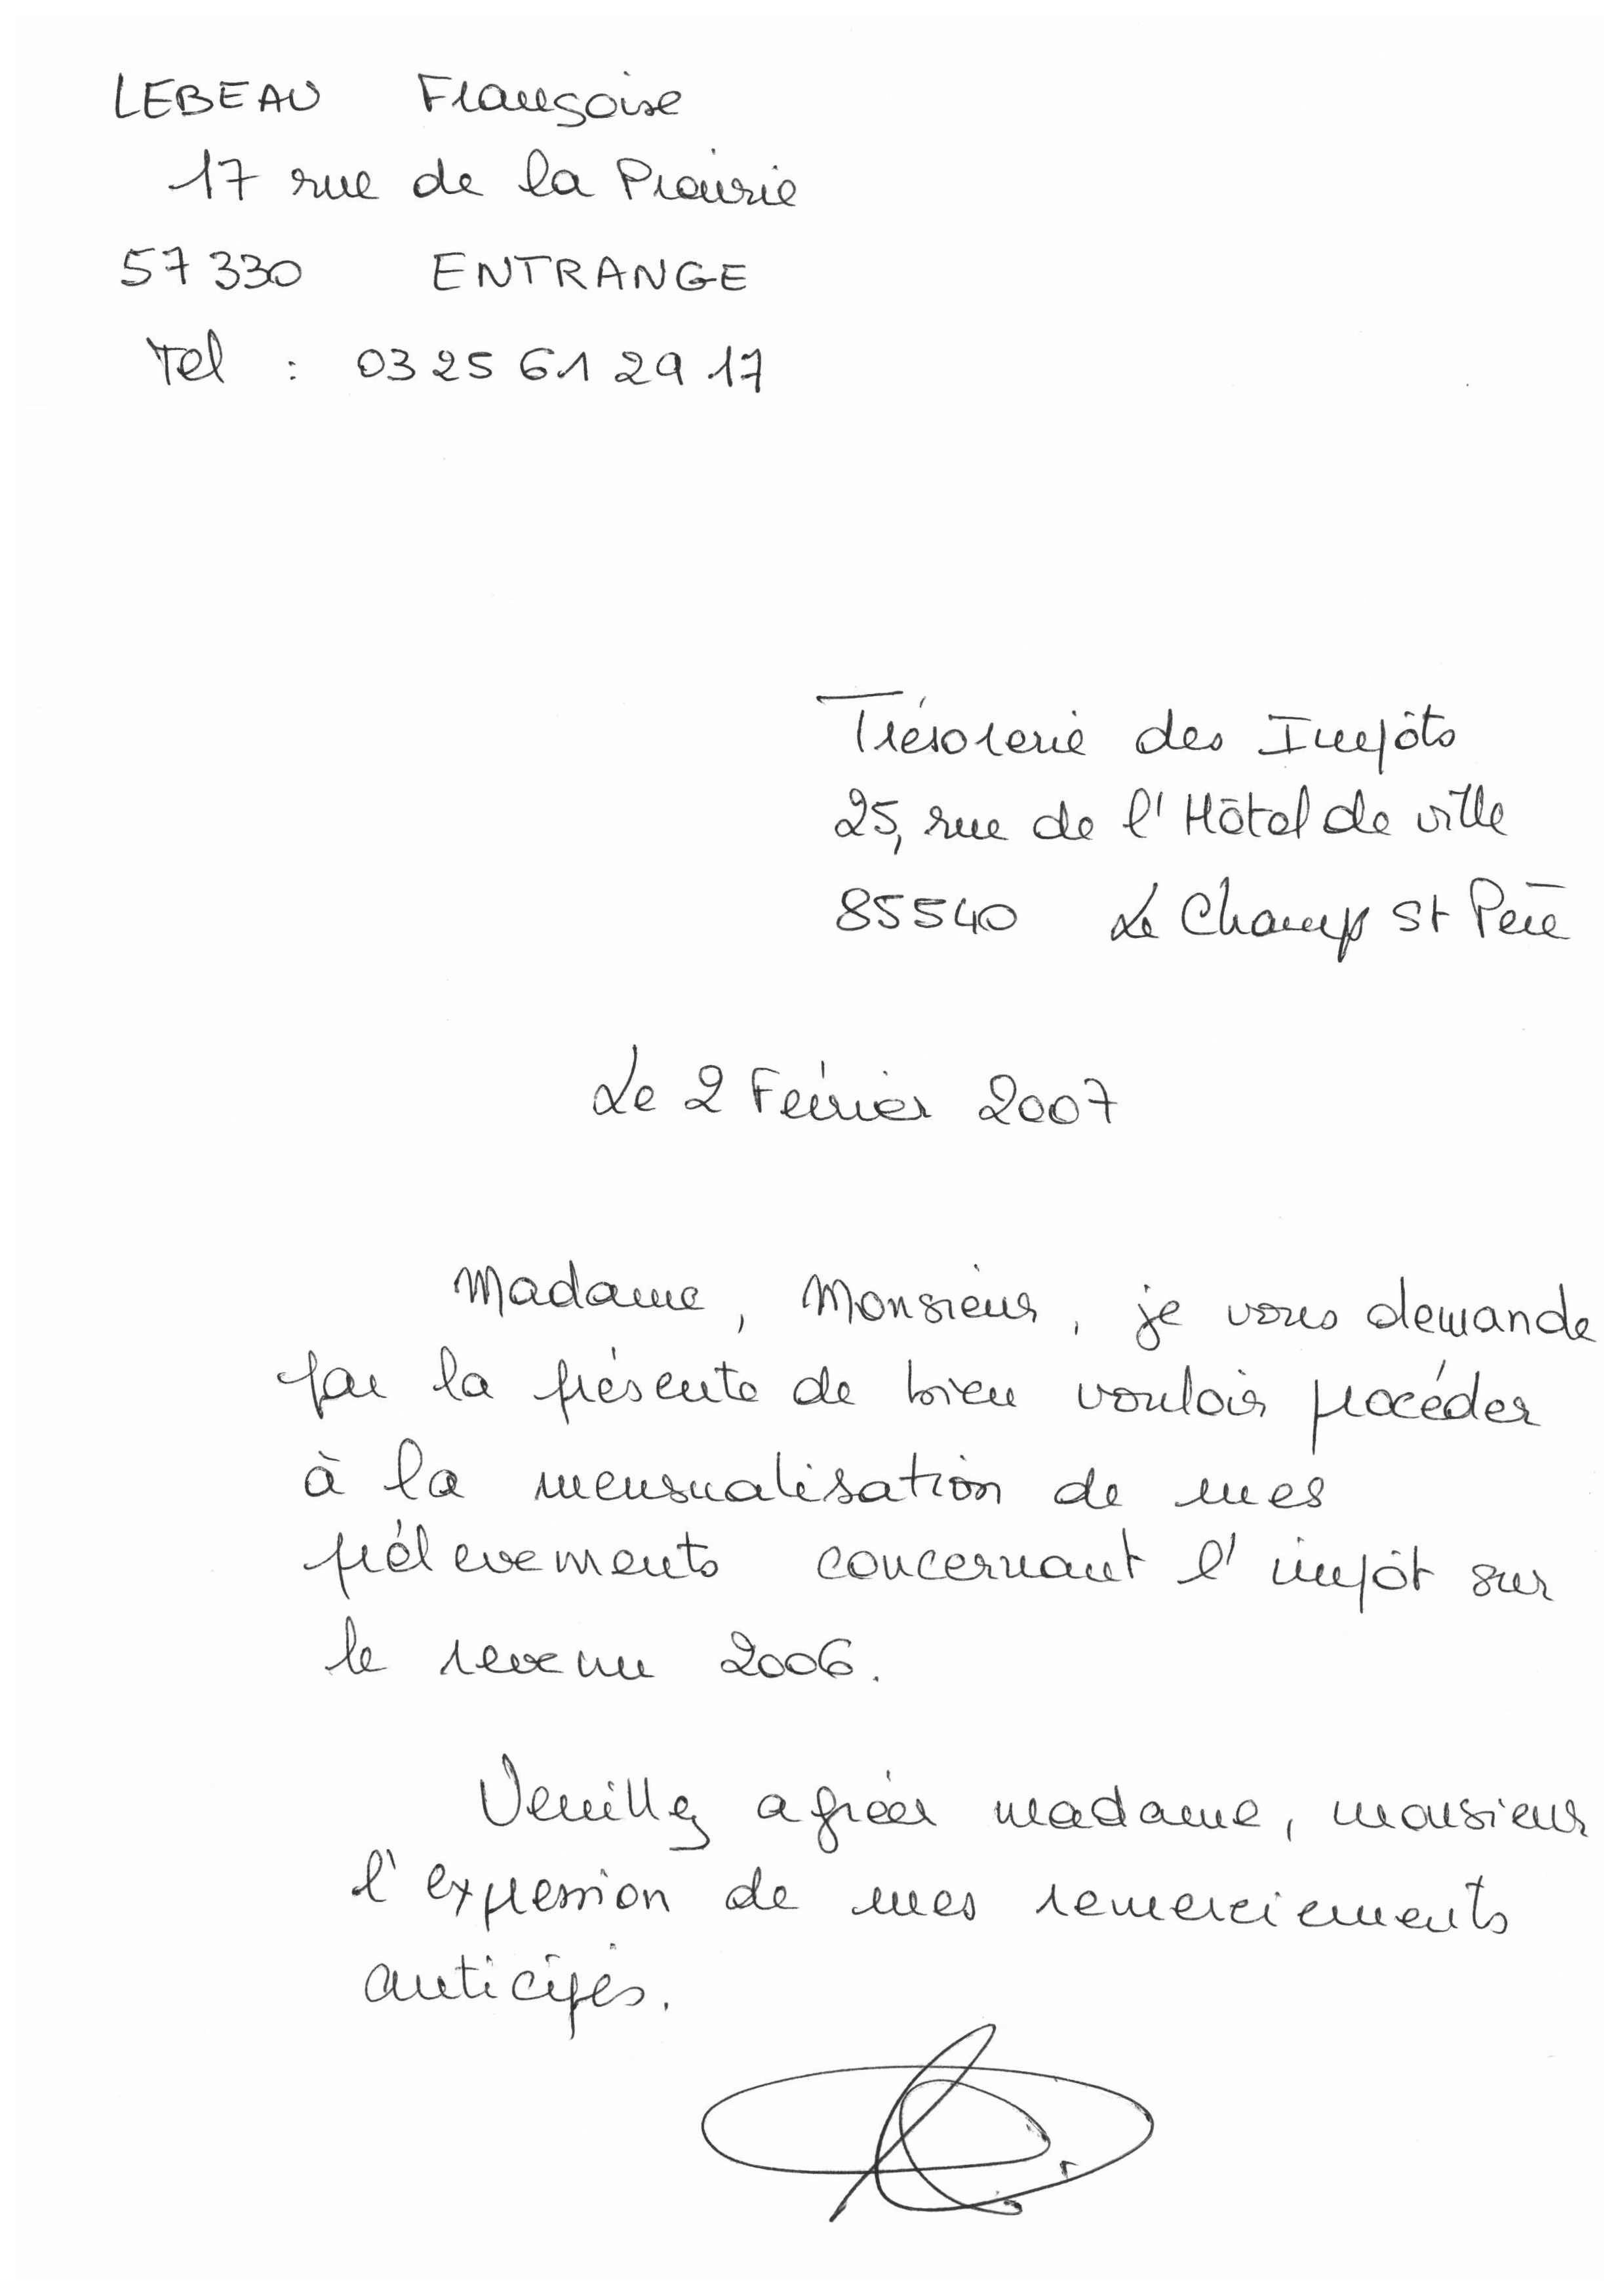 LEBEAU Françoise
17 rue de la Prairie
57330 ENTRANGE
Tel : 03 25 61 29 17
Trésorerie des Impôts
25, rue de l'Hôtel de ville
85540 Le Champ St Père
Le 2 Février 2007
Madame, Monsieur, je vous demande
par la présente de bien vouloir procéder
à la mensualisation de mes
prélevements concernant l'impôt sur
le revenu 2006.
Veuillez agréer madame, monsieur
l'expression de mes remerciements
anticipés.